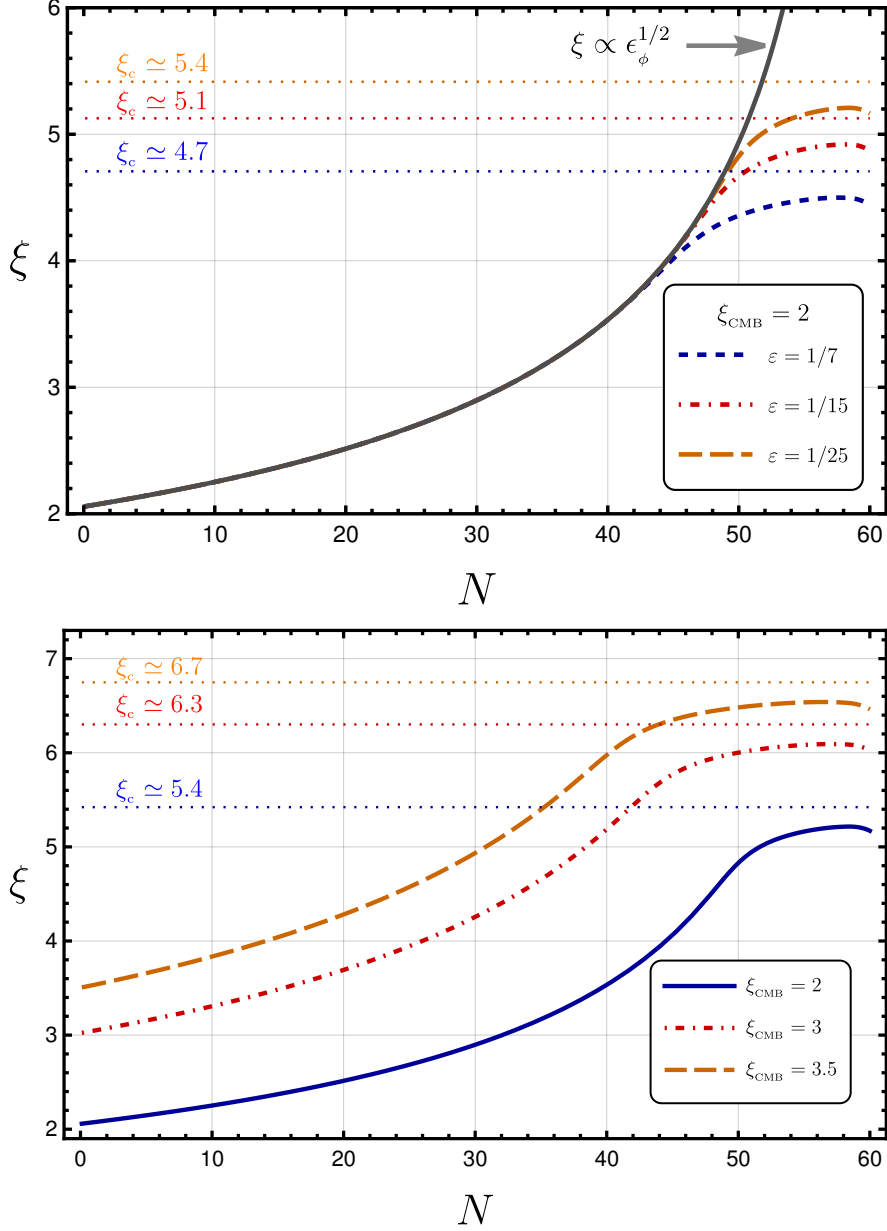 6
ξ ∝ ϵ_ϕ^{1/2}
ξ_c ≃ 5.4
ξ_c ≃ 5.1
5
ξ_c ≃ 4.7
ξ
4
ξ_CMB = 2
ε = 1/7
3
ε = 1/15
ε = 1/25
2
0 10 20 30 40 50 60
N
7
ξ_c ≃ 6.7
ξ_c ≃ 6.3
6
ξ_c ≃ 5.4
5
ξ
4
ξ_CMB = 2
3
ξ_CMB = 3
ξ_CMB = 3.5
2
0 10 20 30 40 50 60
N